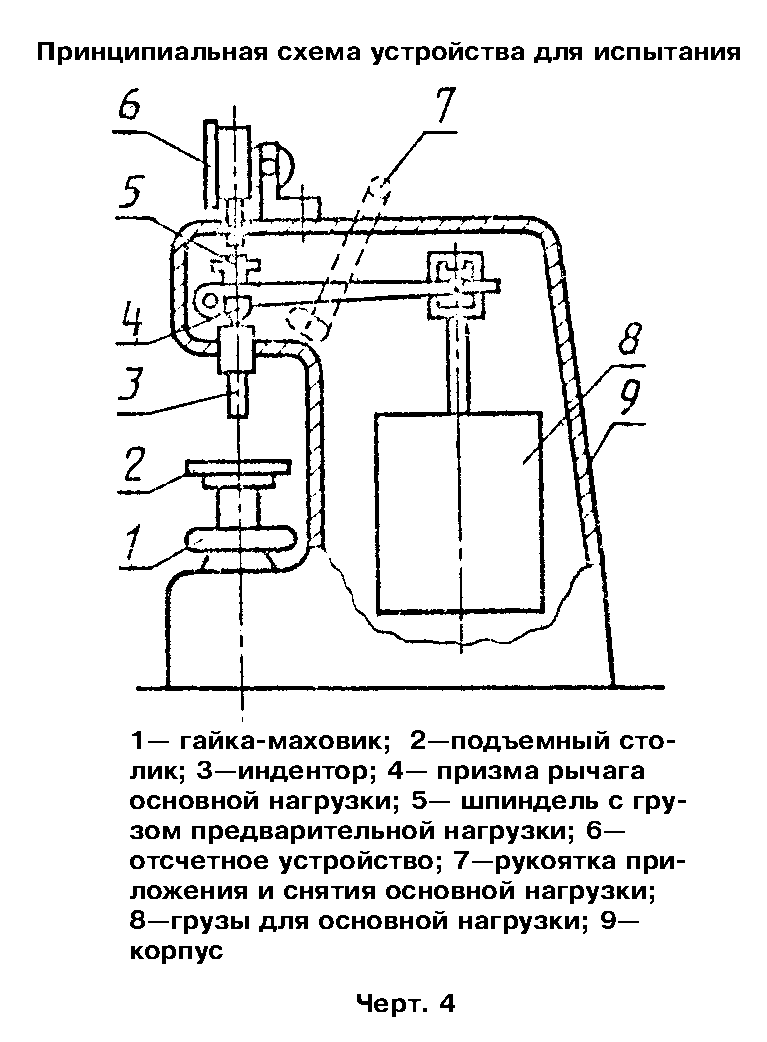 Принципиальная схема устройства для испытания
6
7
5
4
3
8
9
2
1
1— гайка-маховик; 2—подъемный сто-
лик; 3—индентор; 4— призма рычага
основной нагрузки; 5— шпиндель с гру-
зом предварительной нагрузки; 6—
отсчетное устройство; 7—рукоятка при-
ложения и снятия основной нагрузки;
8—грузы для основной нагрузки; 9—
корпус
Черт. 4